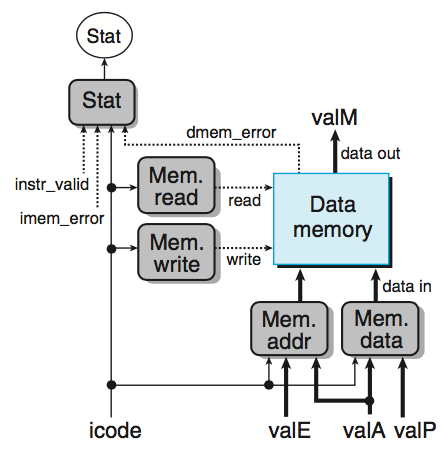 Stat
Stat
dmem_error
valM
data out
instr_valid
imem_error
Mem.
read
read
Data
memory
Mem.
write
write
data in
Mem.
addr
Mem.
data
icode
valE
valA
valP